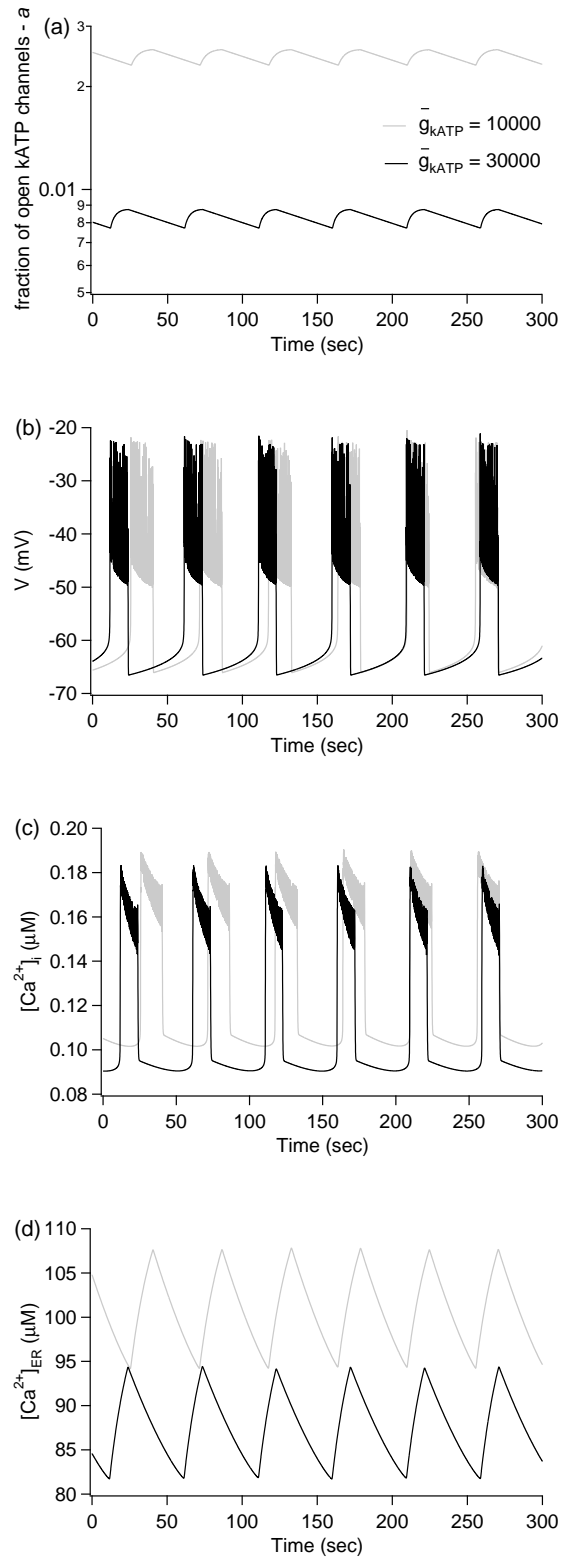 (a)
fraction of open kATP channels - a
3
2
0.01
9
8
7
6
5
g̅kATP = 10000
g̅kATP = 30000
0 50 100 150 200 250 300
Time (sec)
(b)
V (mV)
-20
-30
-40
-50
-60
-70
0 50 100 150 200 250 300
Time (sec)
(c)
[Ca2+]i (μM)
0.20
0.18
0.16
0.14
0.12
0.10
0.08
0 50 100 150 200 250 300
Time (sec)
(d)
[Ca2+]ER (μM)
110
105
100
95
90
85
80
0 50 100 150 200 250 300
Time (sec)